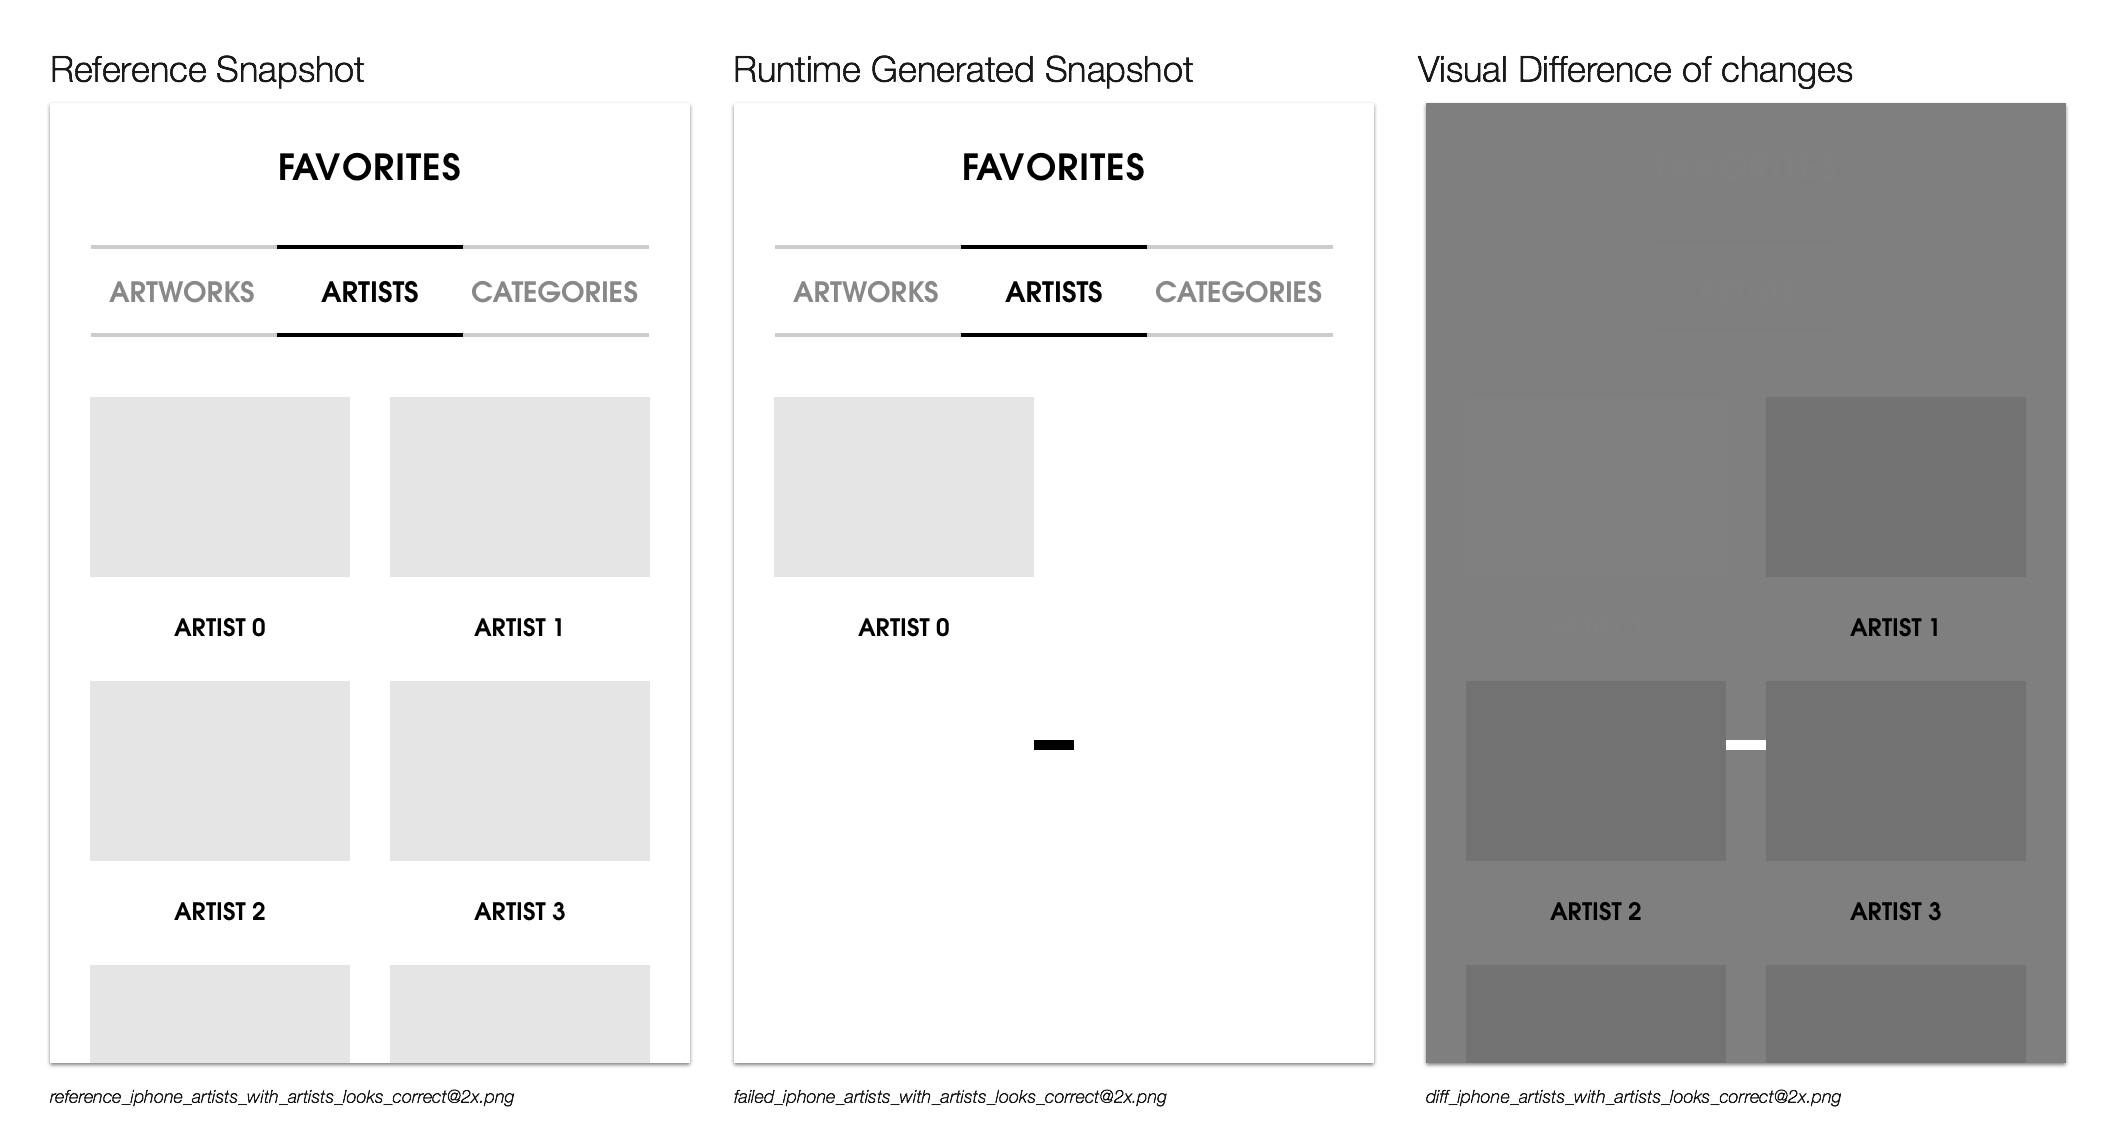 Reference Snapshot
FAVORITES
ARTWORKS ARTISTS CATEGORIES
ARTIST 0 ARTIST 1
ARTIST 2 ARTIST 3
reference_iphone_artists_with_artists_looks_correct@2x.png
Runtime Generated Snapshot
FAVORITES
ARTWORKS ARTISTS CATEGORIES
ARTIST 0
failed_iphone_artists_with_artists_looks_correct@2x.png
Visual Difference of changes
ARTIST 1
ARTIST 2 ARTIST 3
diff_iphone_artists_with_artists_looks_correct@2x.png